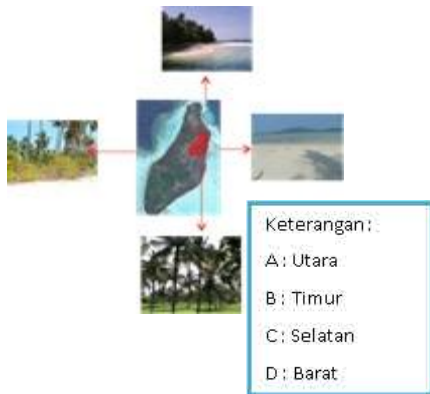 Keterangan:
A: Utara
B: Timur
C: Selatan
D: Barat